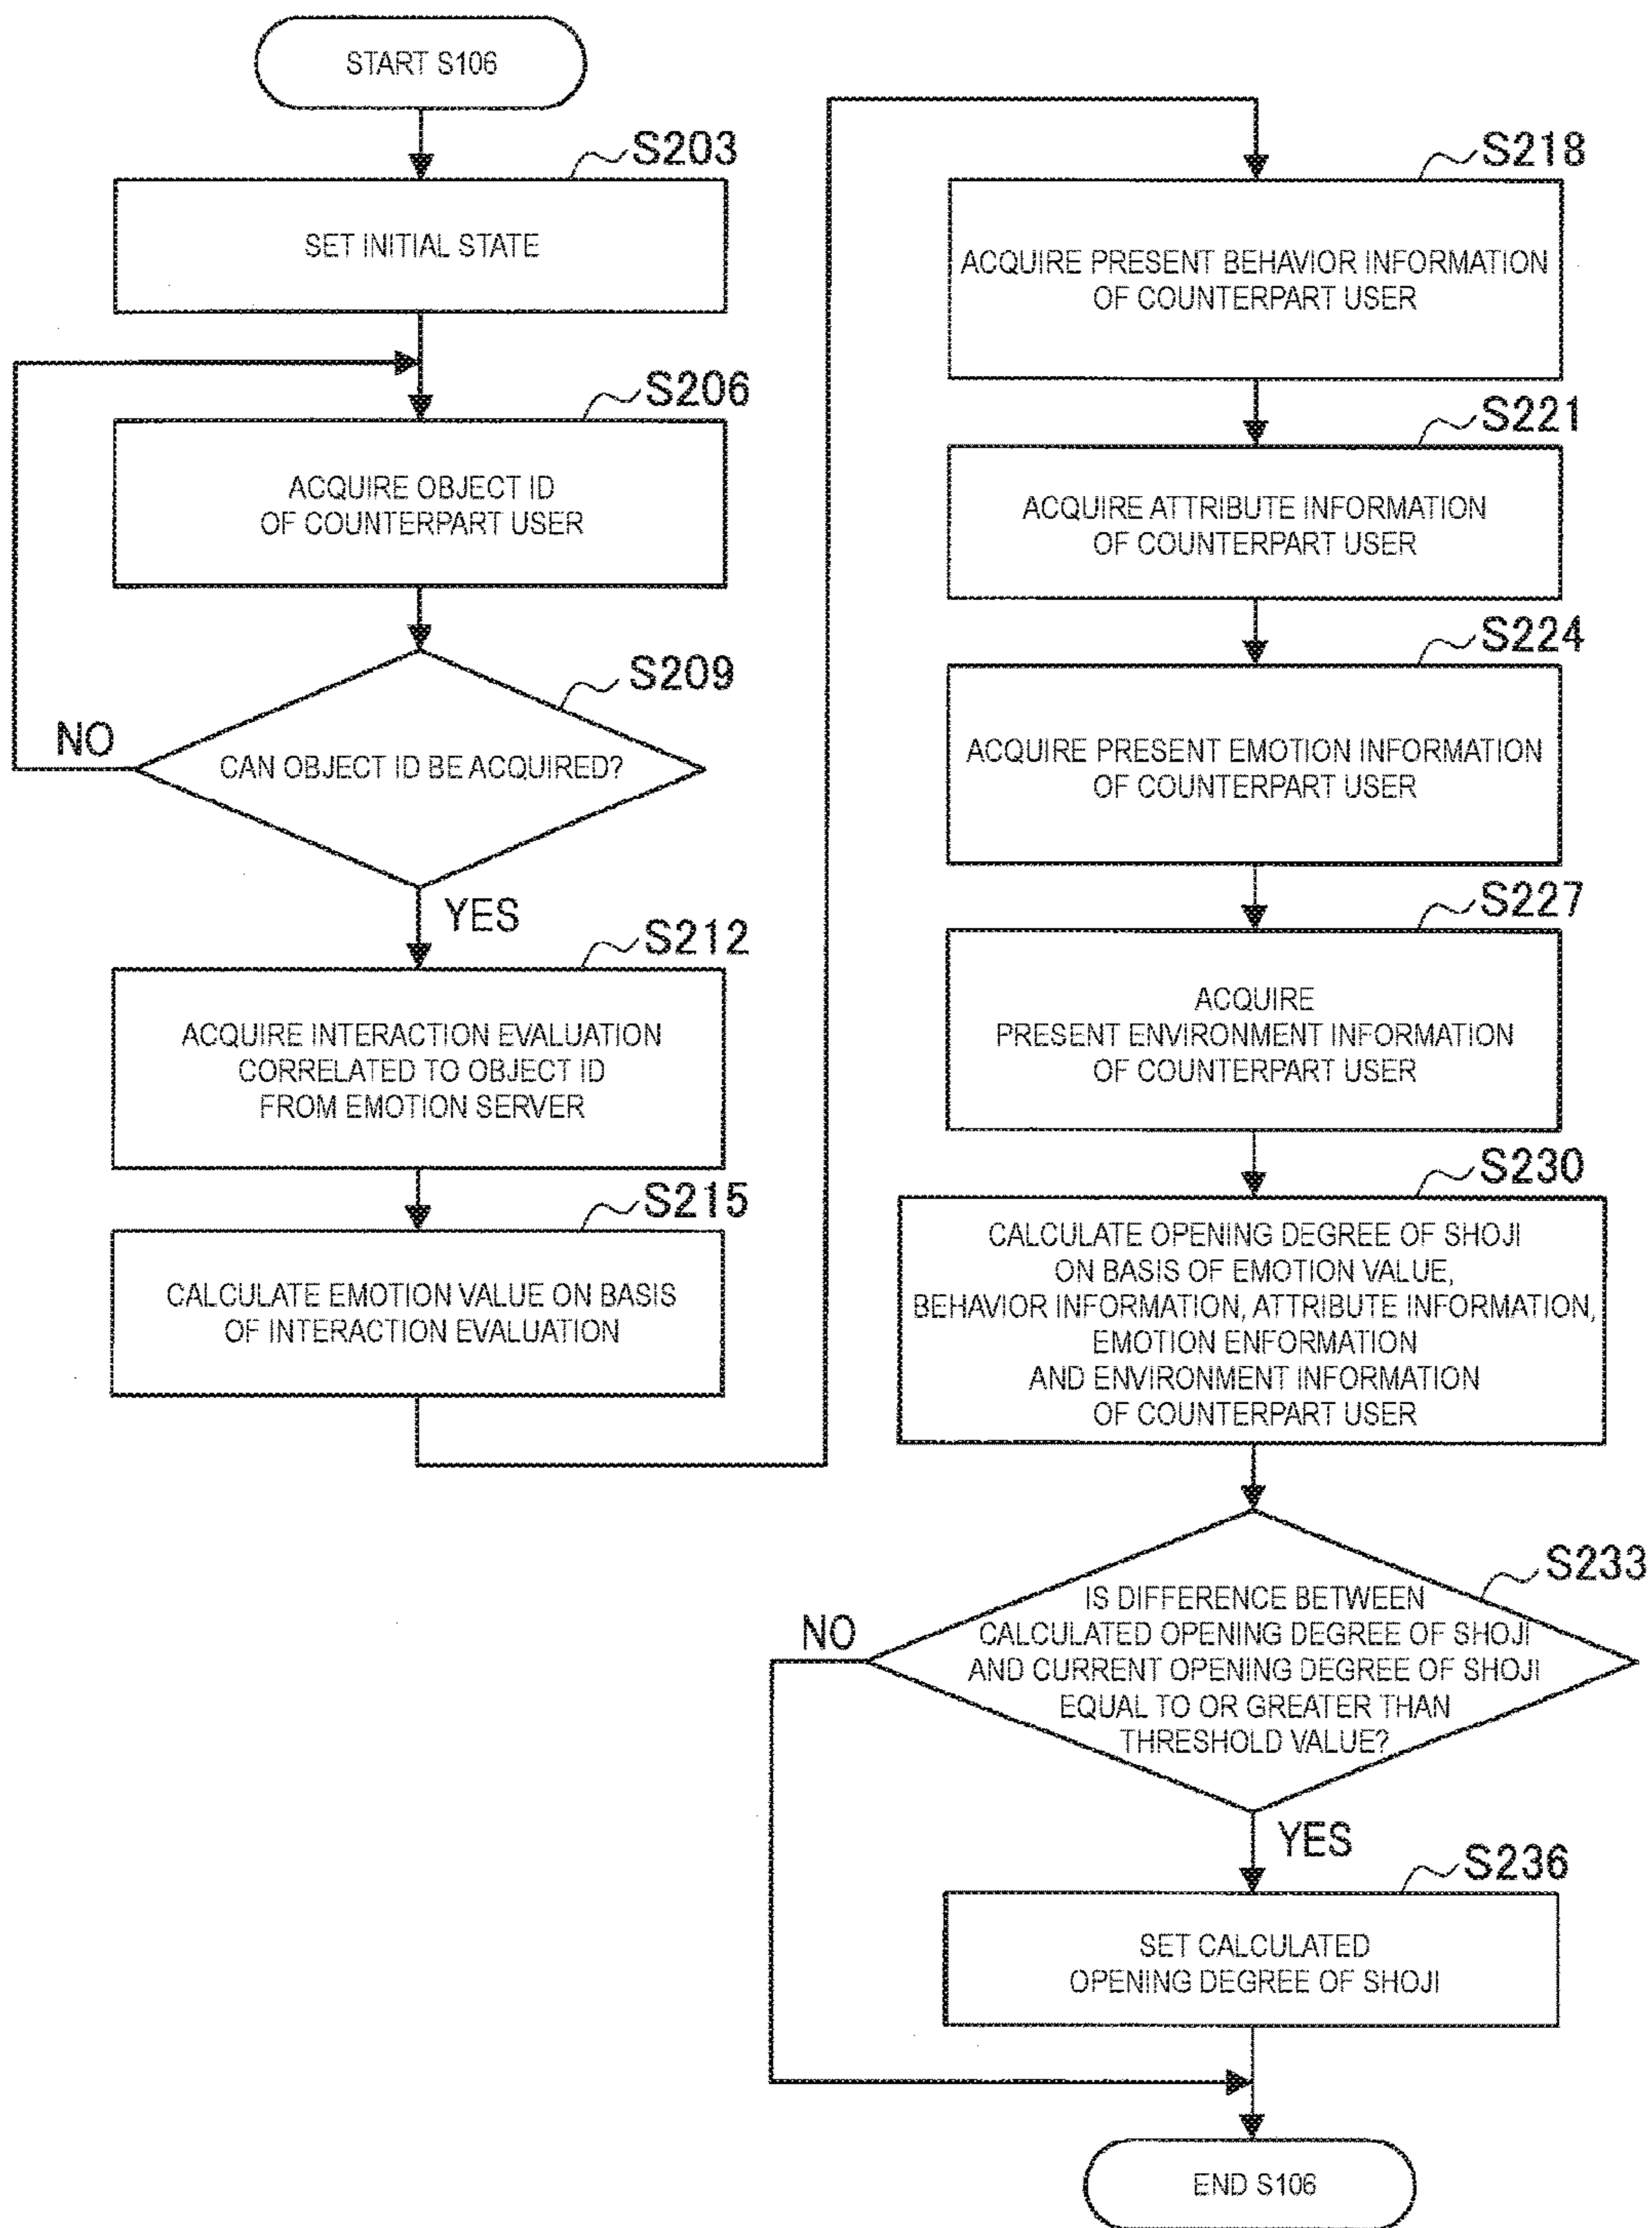 START S106
S203
SET INITIAL STATE
S206
ACQUIRE OBJECT ID
OF COUNTERPART USER
S209
CAN OBJECT ID BE ACQUIRED?
NO
YES
S212
ACQUIRE INTERACTION EVALUATION
CORRELATED TO OBJECT ID
FROM EMOTION SERVER
S215
CALCULATE EMOTION VALUE ON BASIS
OF INTERACTION EVALUATION
S218
ACQUIRE PRESENT BEHAVIOR INFORMATION
OF COUNTERPART USER
S221
ACQUIRE ATTRIBUTE INFORMATION
OF COUNTERPART USER
S224
ACQUIRE PRESENT EMOTION INFORMATION
OF COUNTERPART USER
S227
ACQUIRE
PRESENT ENVIRONMENT INFORMATION
OF COUNTERPART USER
S230
CALCULATE OPENING DEGREE OF SHOJI
ON BASIS OF EMOTION VALUE,
BEHAVIOR INFORMATION, ATTRIBUTE INFORMATION,
EMOTION ENFORMATION
AND ENVIRONMENT INFORMATION
OF COUNTERPART USER
S233
IS DIFFERENCE BETWEEN
CALCULATED OPENING DEGREE OF SHOJI
AND CURRENT OPENING DEGREE OF SHOJI
EQUAL TO OR GREATER THAN
THRESHOLD VALUE?
NO
YES
S236
SET CALCULATED
OPENING DEGREE OF SHOJI
END S106